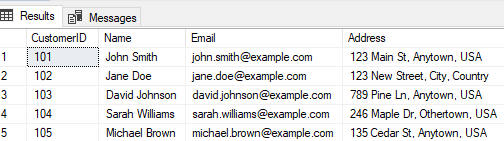 Results Messages
CustomerID Name Email Address
1 101 John Smith john.smith@example.com 123 Main St, Anytown, USA
2 102 Jane Doe jane.doe@example.com 123 New Street, City, Country
3 103 David Johnson david.johnson@example.com 789 Pine Ln, Anytown, USA
4 104 Sarah Williams sarah.williams@example.com 246 Maple Dr, Othertown, USA
5 105 Michael Brown michael.brown@example.com 135 Cedar St, Anytown, USA